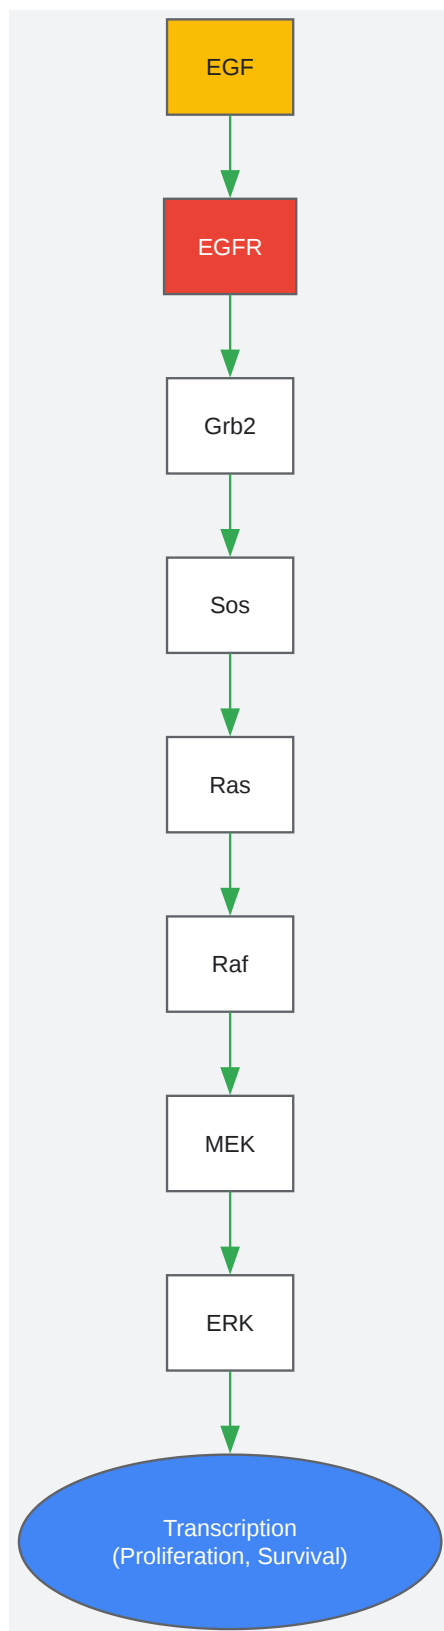 EGF
EGFR
Grb2
Sos
Ras
Raf
MEK
ERK
Transcription
(Proliferation, Survival)